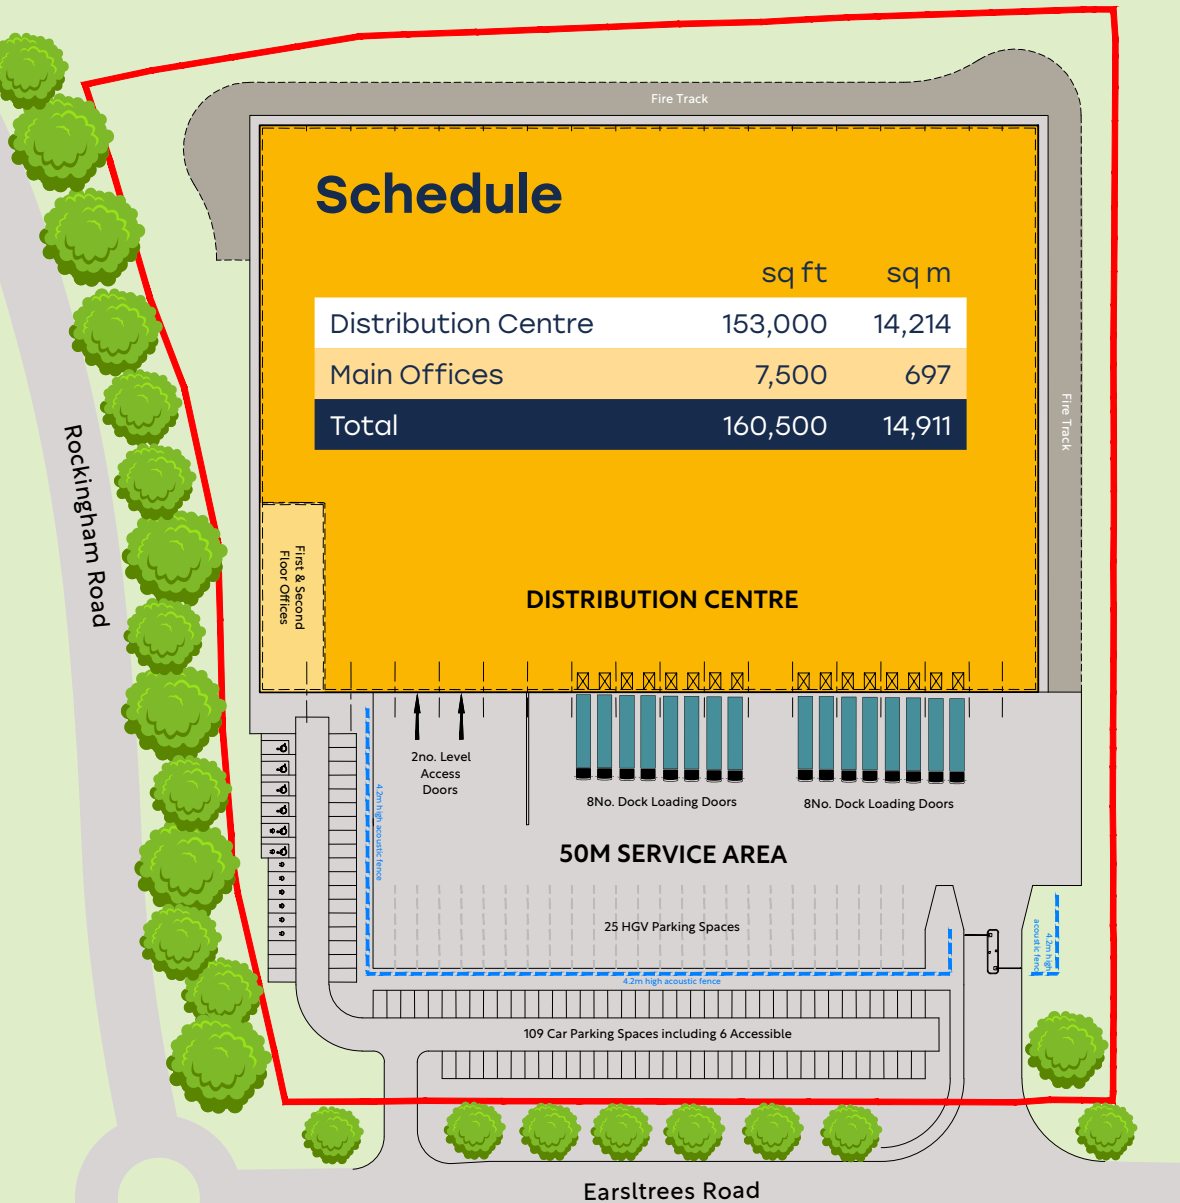 Fire Track
Schedule
sq ft sq m
Distribution Centre 153,000 14,214
Main Offices 7,500 697
Total 160,500 14,911
Fire Track
Rockingham Road
First & Second
Floor Offices
DISTRIBUTION CENTRE
2no. Level
Access
Doors
8No. Dock Loading Doors
8No. Dock Loading Doors
4.2m high acoustic fence
50M SERVICE AREA
25 HGV Parking Spaces
4.2m high
acoustic fence
4.2m high acoustic fence
109 Car Parking Spaces including 6 Accessible
Earsltrees Road